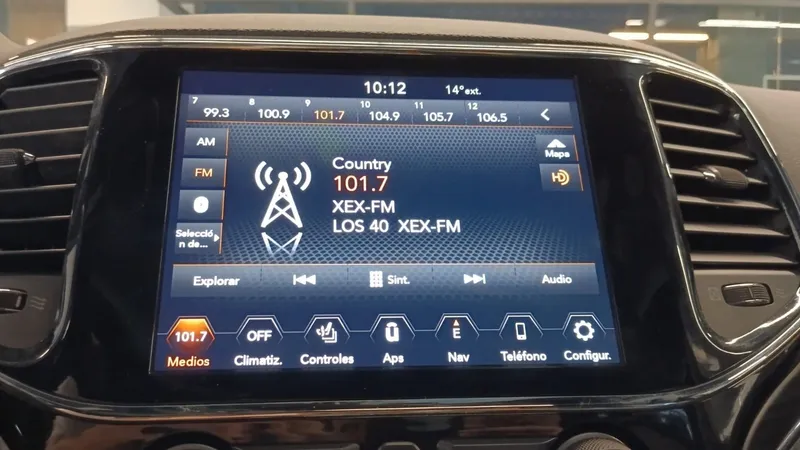 10:12 14°ext.
7 8 9 10 11 12
99.3 100.9 101.7 104.9 105.7 106.5
AM
FM
Selecció
n de...
Country
101.7
XEX-FM
LOS 40 XEX-FM
Mapa
HD
Explorar Sint. Audio
101.7 OFF E
Medios Climatiz. Controles Aps Nav Teléfono Configur.